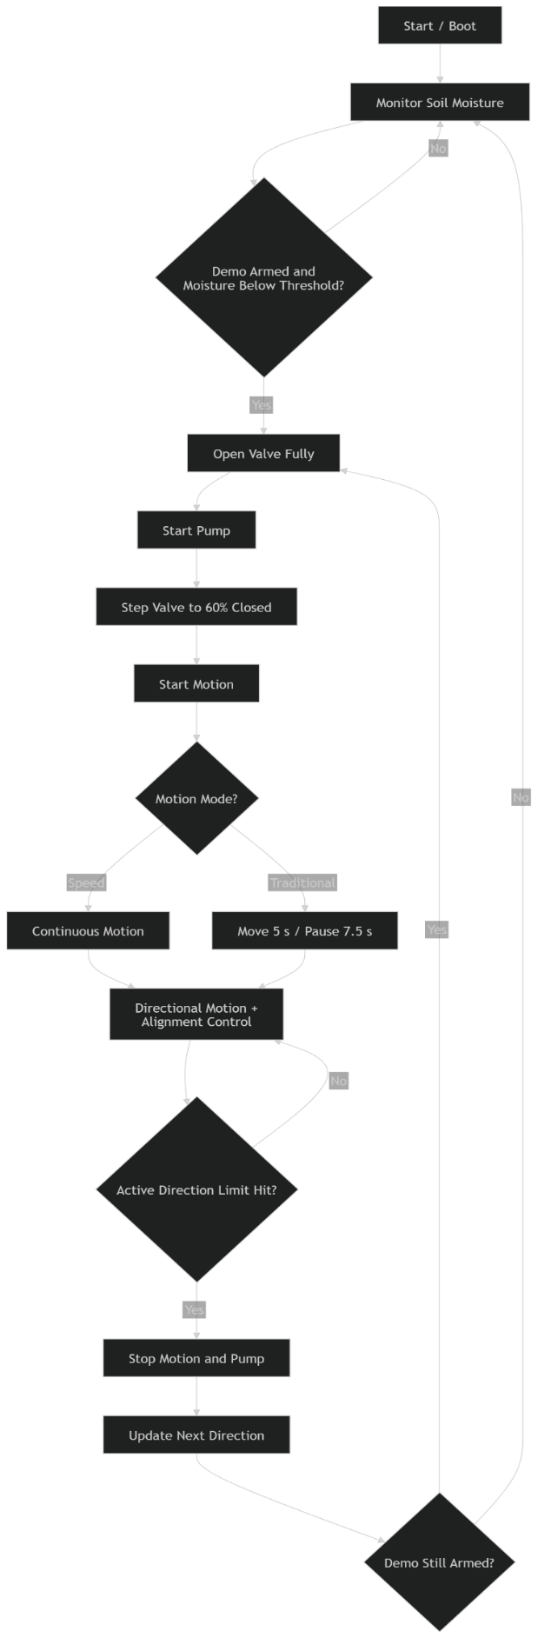 Start / Boot
Monitor Soil Moisture
No
Demo Armed and
Moisture Below Threshold?
Yes
Open Valve Fully
Start Pump
Step Valve to 60% Closed
Start Motion
Motion Mode?
No
Speed
Traditional
Continuous Motion
Move 5 s / Pause 7.5 s
Yes
Directional Motion +
Alignment Control
No
Active Direction Limit Hit?
Yes
Stop Motion and Pump
Update Next Direction
Demo Still Armed?